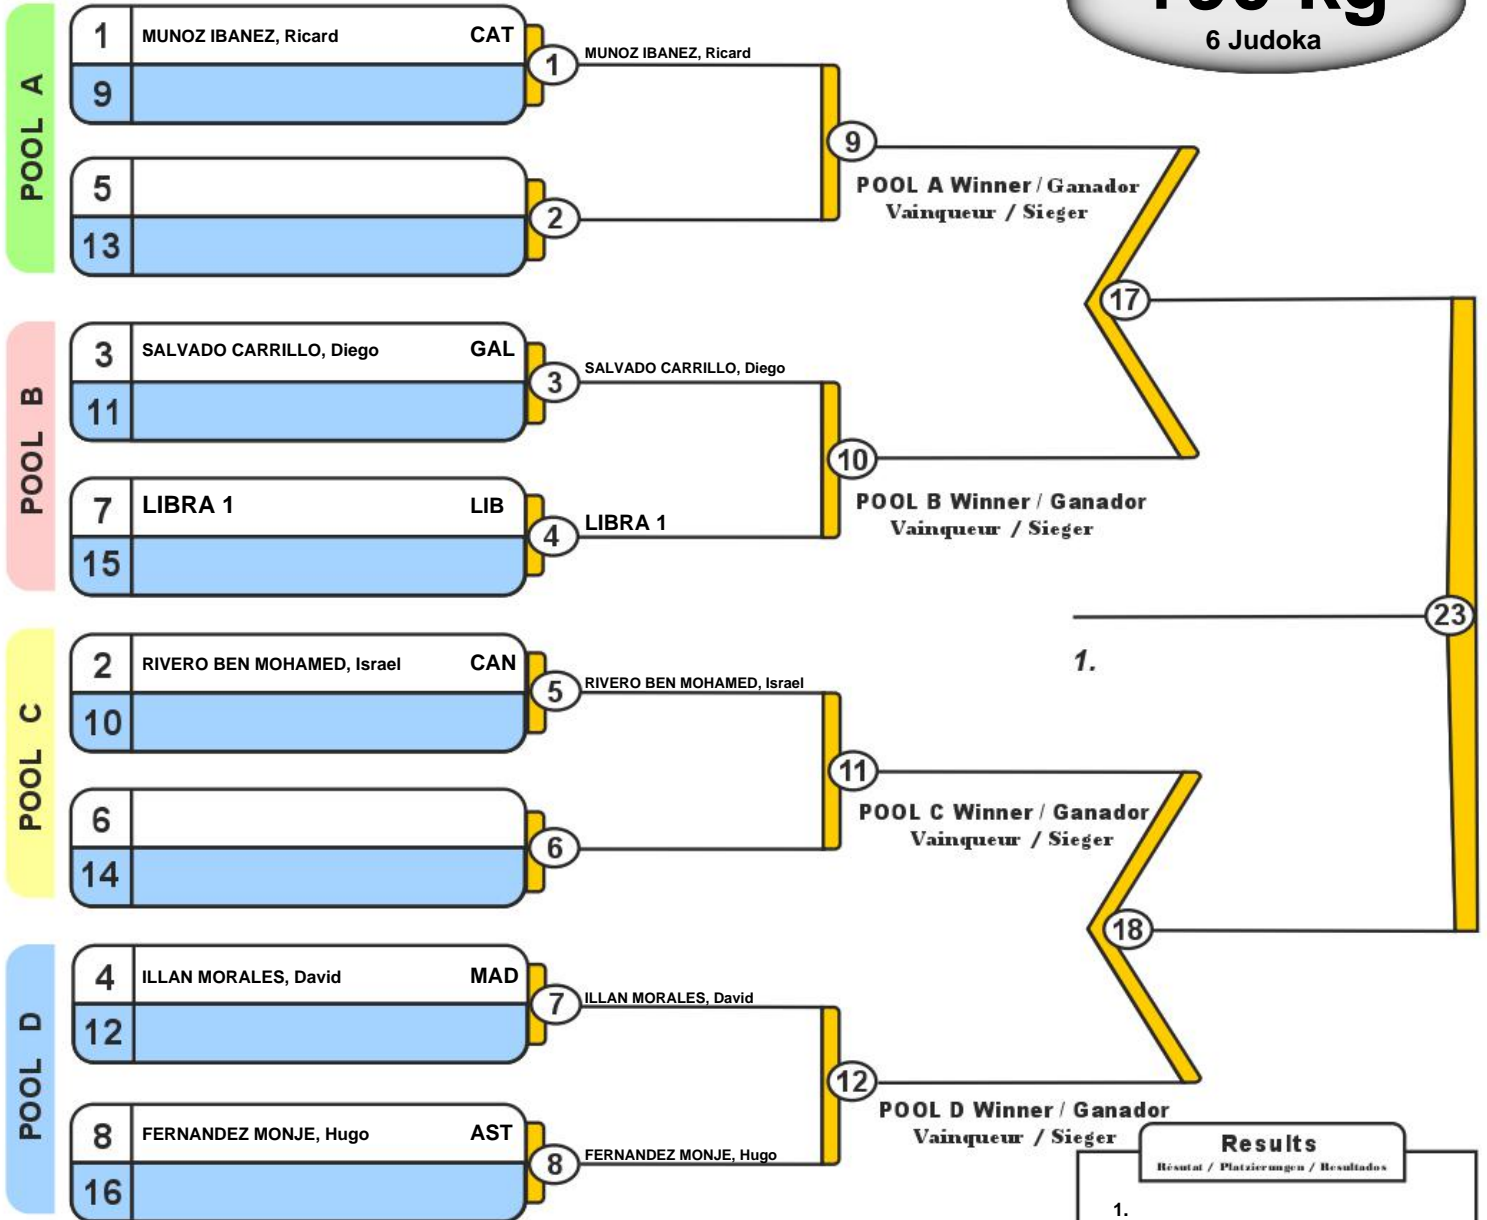 6 Judoka
POOL A
1 MUNOZ IBANEZ, Ricard CAT
9
1
MUNOZ IBANEZ, Ricard
5
13
2
9
POOL A Winner / Ganador
Vainqueur / Sieger
POOL B
3 SALVADO CARRILLO, Diego GAL
11
3
SALVADO CARRILLO, Diego
7 LIBRA 1 LIB
15
4
LIBRA 1
10
POOL B Winner / Ganador
Vainqueur / Sieger
17
POOL C
2 RIVERO BEN MOHAMED, Israel CAN
10
5
RIVERO BEN MOHAMED, Israel
6
14
6
11
POOL C Winner / Ganador
Vainqueur / Sieger
POOL D
4 ILLAN MORALES, David MAD
12
7
ILLAN MORALES, David
8 FERNANDEZ MONJE, Hugo AST
16
8
FERNANDEZ MONJE, Hugo
12
POOL D Winner / Ganador
Vainqueur / Sieger
18
23
1.
Results
Résutat / Platzierungen / Resultados
1.